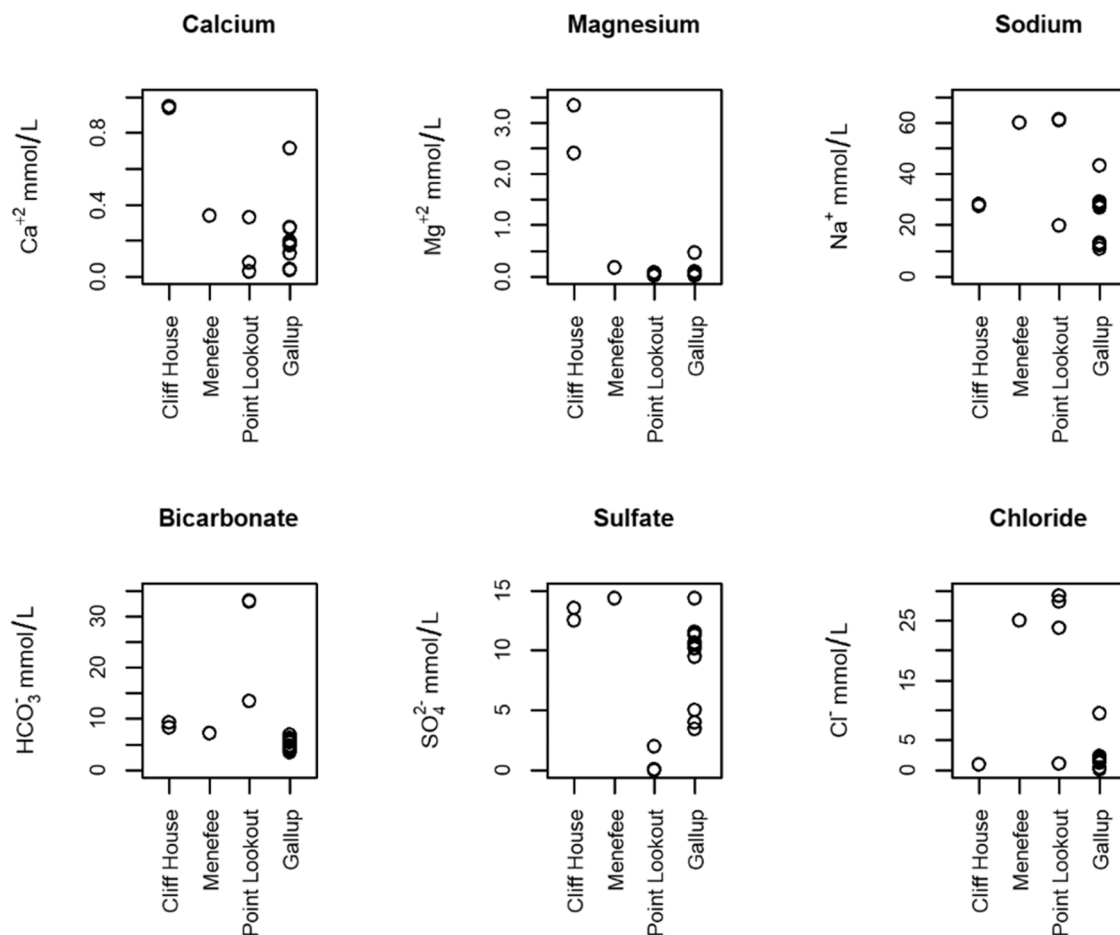 Calcium
Magnesium
Sodium
Ca+2 mmol/L
0.0 0.4 0.8
Cliff House
Menefee
Point Lookout
Gallup
Mg+2 mmol/L
0.0 1.0 2.0 3.0
Cliff House
Menefee
Point Lookout
Gallup
Na+ mmol/L
0 20 40 60
Cliff House
Menefee
Point Lookout
Gallup
Bicarbonate
Sulfate
Chloride
HCO3- mmol/L
0 10 20 30
Cliff House
Menefee
Point Lookout
Gallup
SO4 2- mmol/L
0 5 10 15
Cliff House
Menefee
Point Lookout
Gallup
Cl- mmol/L
0 5 15 25
Cliff House
Menefee
Point Lookout
Gallup